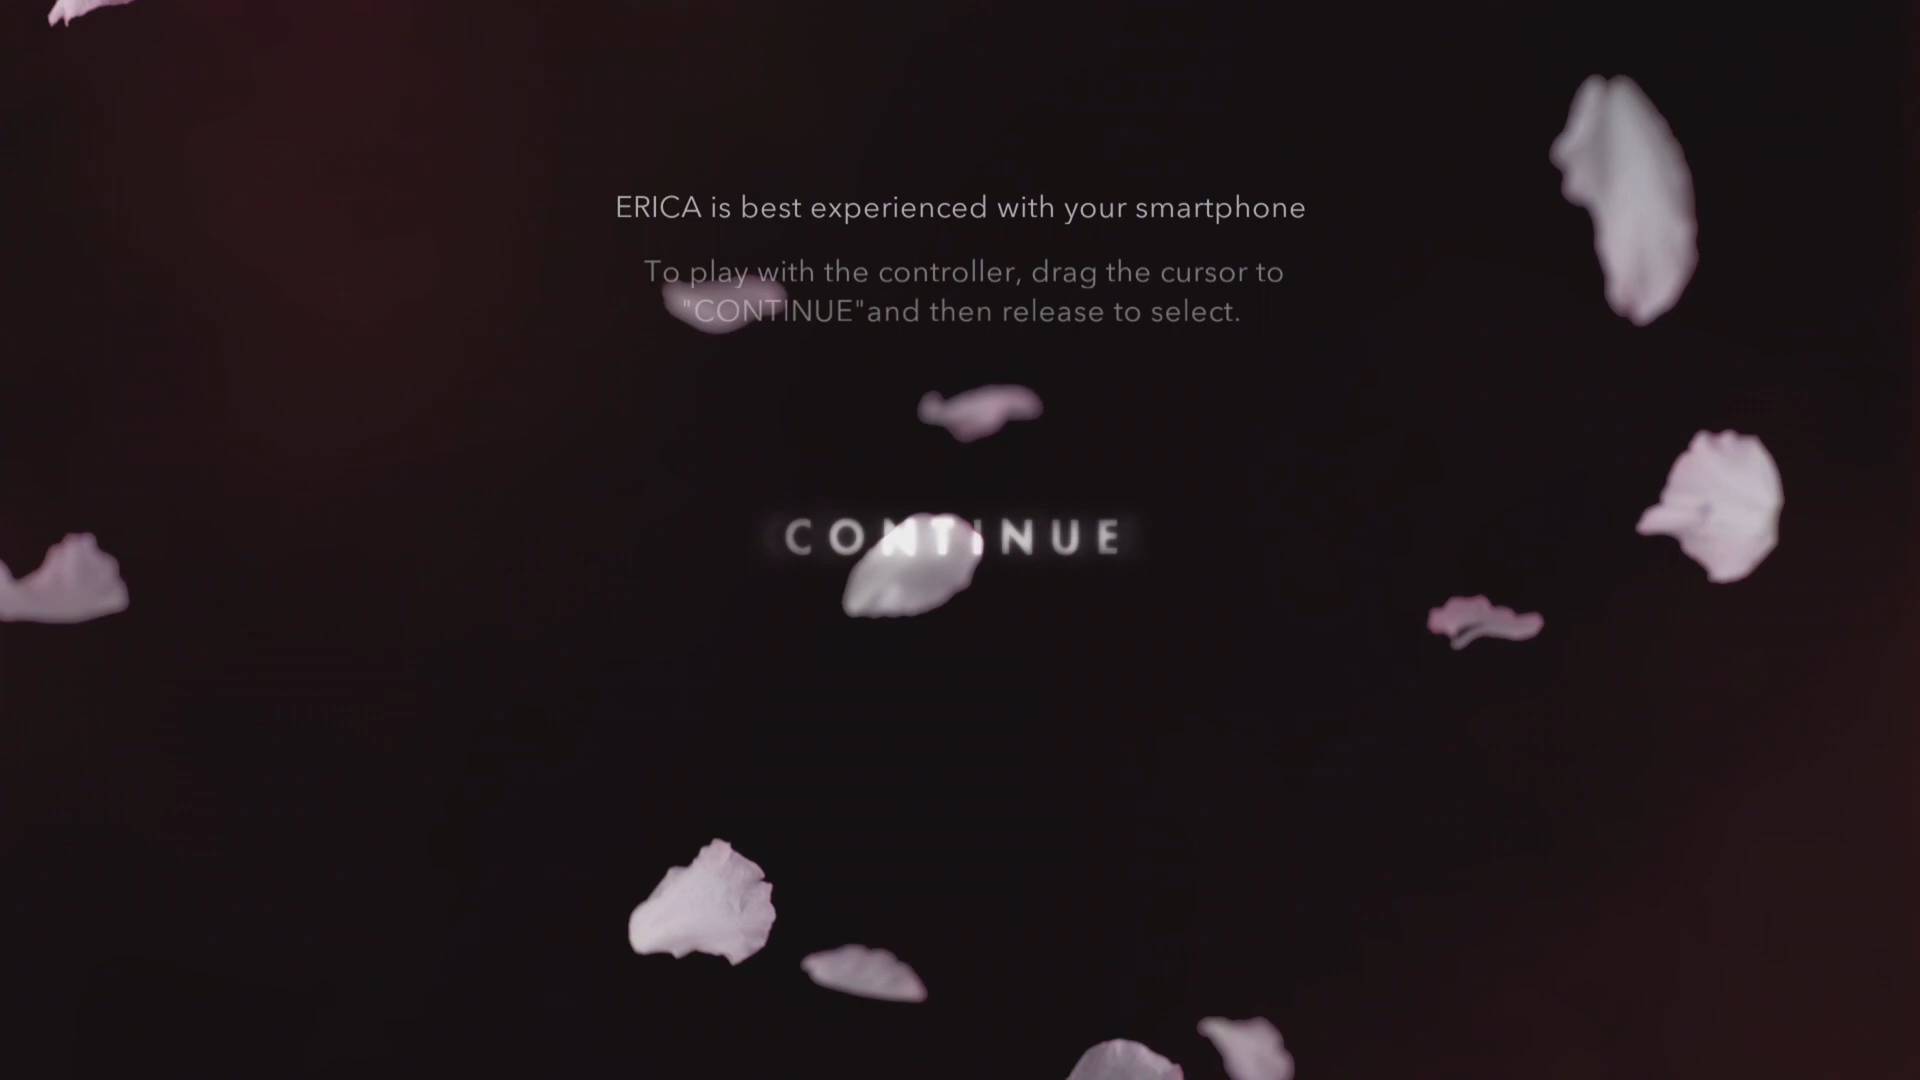 ERICA is best experienced with your smartphone
To play with the controller, drag the cursor to
"CONTINUE"and then release to select.
CONTINUE